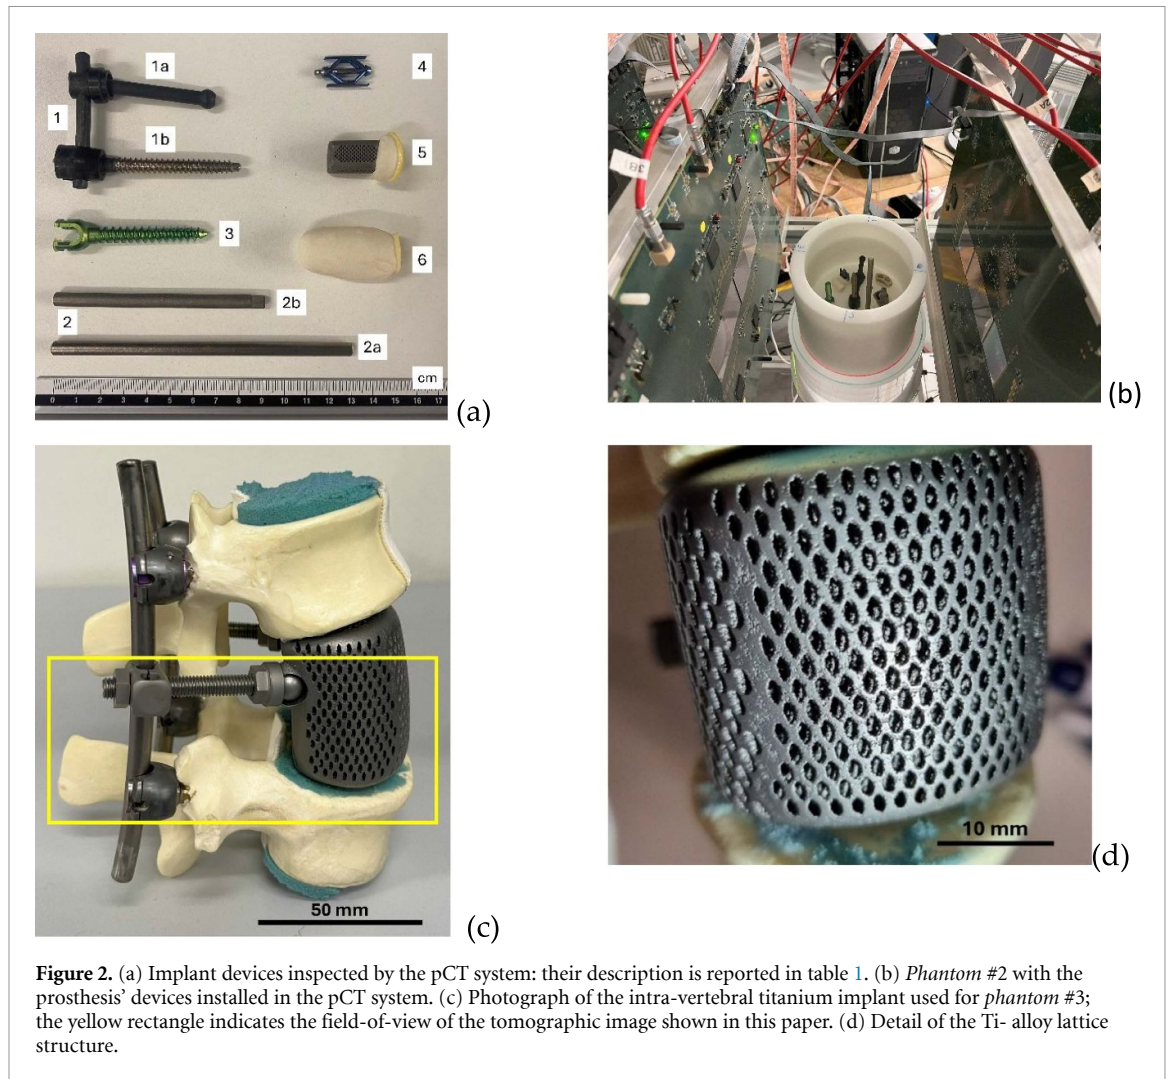 1a
4
1
1b
5
3
6
2b
2
2a
cm
0 1 2 3 4 5 6 7 8 9 10 11 12 13 14 15 16 17
(a)
3B
2A
(b)
50 mm
(c)
10 mm
(d)
Figure 2. (a) Implant devices inspected by the pCT system: their description is reported in table 1. (b) Phantom #2 with the
prosthesis’ devices installed in the pCT system. (c) Photograph of the intra-vertebral titanium implant used for phantom #3;
the yellow rectangle indicates the field-of-view of the tomographic image shown in this paper. (d) Detail of the Ti- alloy lattice
structure.